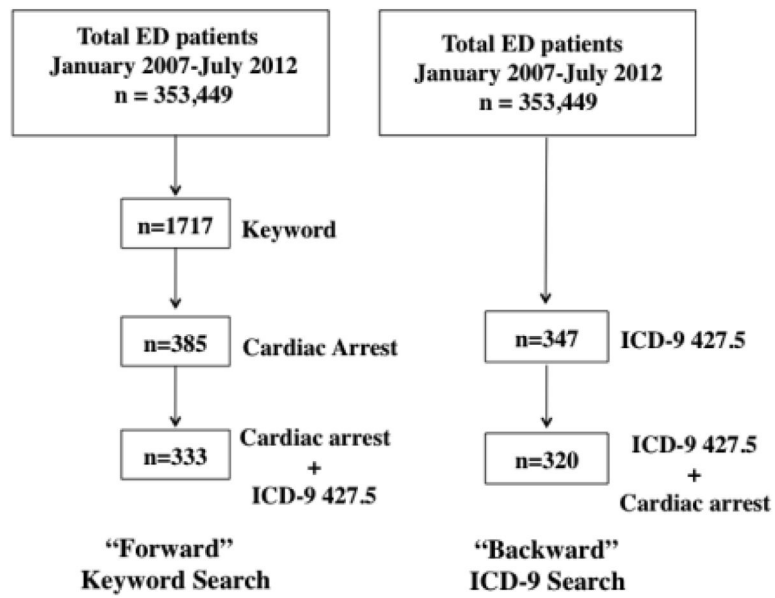 Total ED patients
January 2007-July 2012
n = 353,449
n=1717
Keyword
n=385
Cardiac Arrest
n=333
Cardiac arrest
+
ICD-9 427.5
“Forward”
Keyword Search
Total ED patients
January 2007-July 2012
n = 353,449
n=347
ICD-9 427.5
n=320
ICD-9 427.5
+
Cardiac arrest
“Backward”
ICD-9 Search